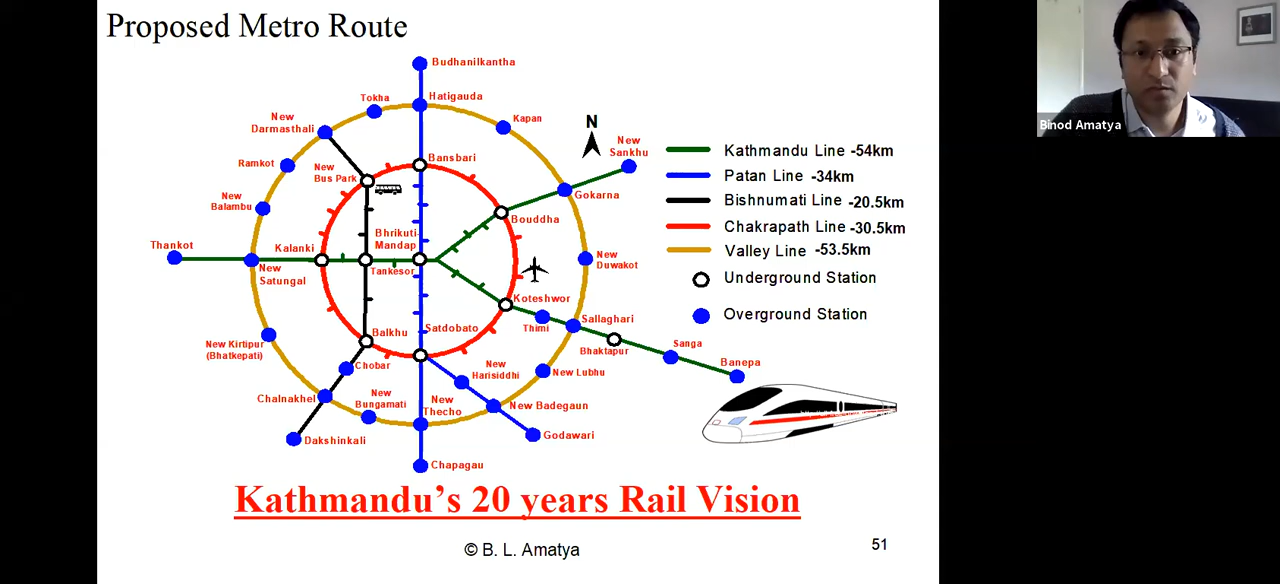 Proposed Metro Route
Binod Amatya
Budhanilkantha
Hatigauda
Tokha
Kapan
New
Darmasthali
N
New
Sankhu
Kathmandu Line -54km
Patan Line -34km
Bishnumati Line -20.5km
Chakrapath Line -30.5km
Valley Line -53.5km
Underground Station
Overground Station
Bansbari
Ramkot
New
Bus Park
Gokarna
New
Balambu
Bouddha
Bhrikuti-
Mandap
Thankot
Kalanki
Tankesor
New
Satungal
New
Duwakot
Koteshwor
Thimi
Sallaghari
Bhaktapur
Sanga
Banepa
Balkhu
Satdobato
New Kirtipur
(Bhatkepati)
Chobar
New
Harisiddhi
New Lubhu
Chalnakhel
New
Bungamati
New
Thecho
New Badegaun
Dakshinkali
Godawari
Chapagau
Kathmandu's 20 years Rail Vision
© B. L. Amatya
51